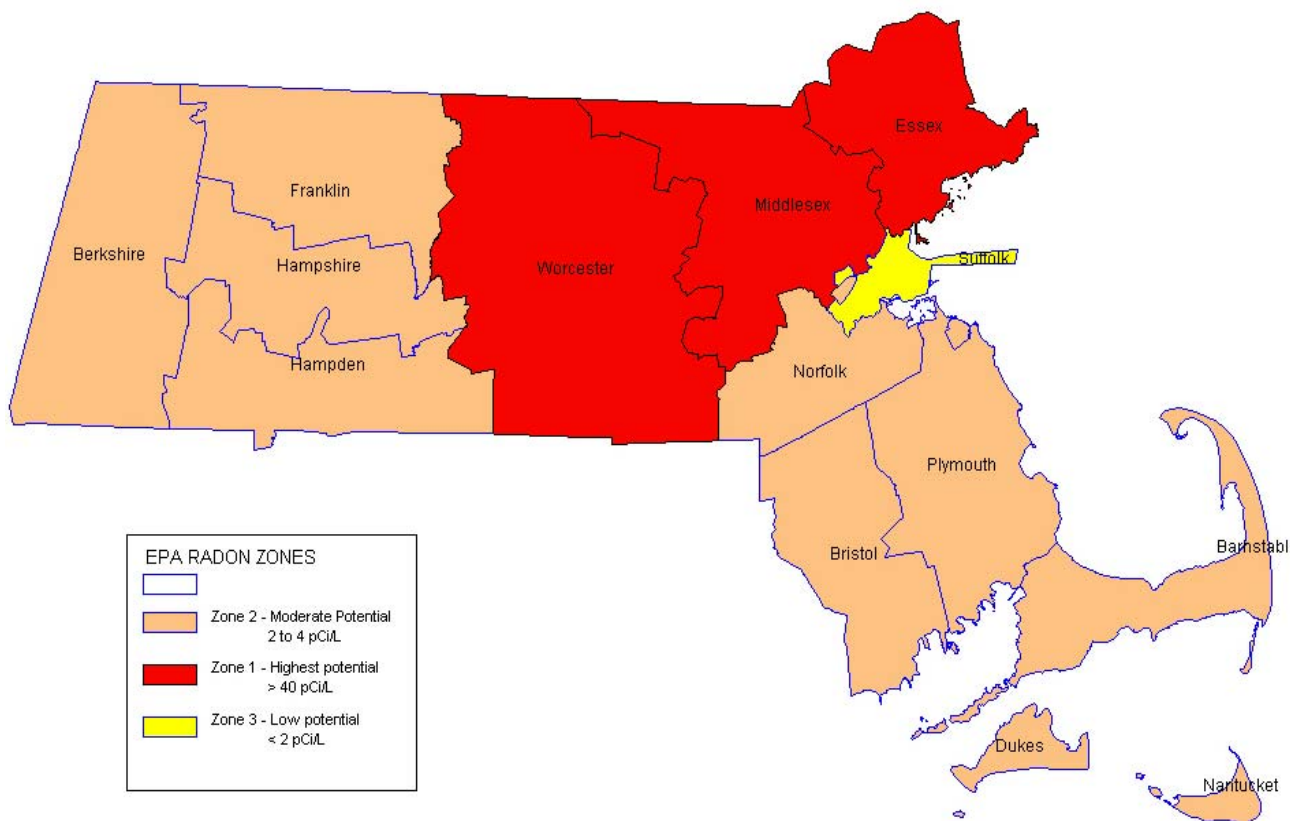 Essex
Franklin
Middlesex
Berkshire
Hampshire
Worcester
Suffolk
Hampden
Norfolk
Plymouth
Bristol
Barnstabl
Dukes
Nantucket
EPA RADON ZONES
Zone 2 - Moderate Potential
2 to 4 pCi/L
Zone 1 - Highest potential
> 40 pCi/L
Zone 3 - Low potential
< 2 pCi/L